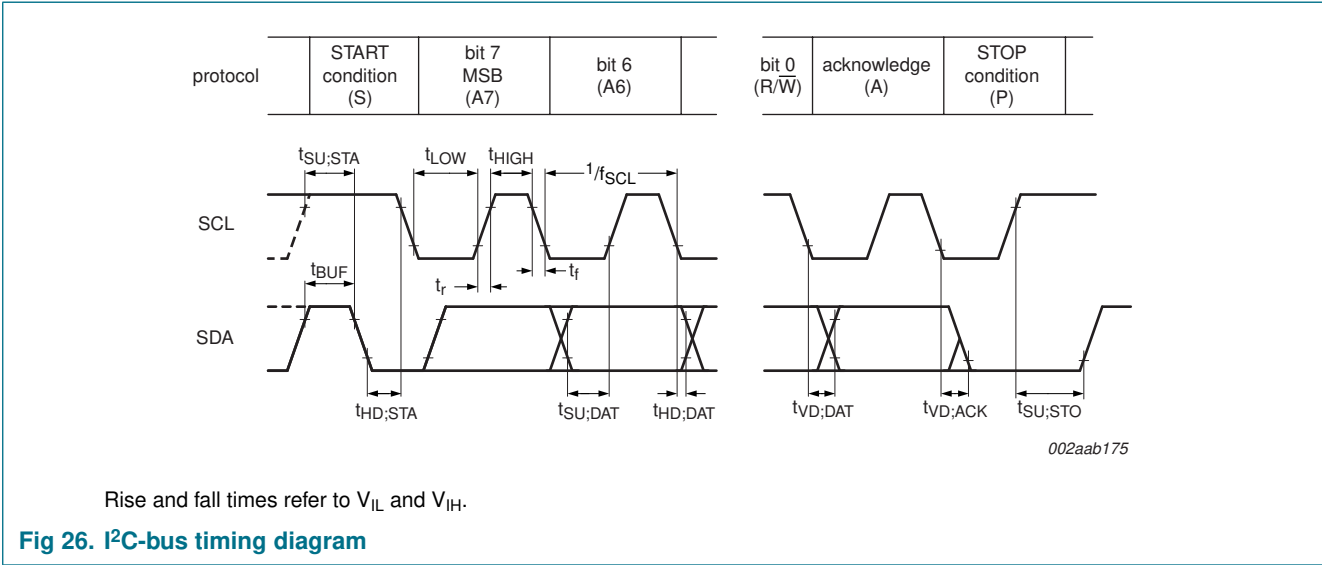 protocol
START condition (S)
bit 7 MSB (A7)
bit 6 (A6)
bit 0 (R/W̅)
acknowledge (A)
STOP condition (P)
tSU;STA
tLOW
tHIGH
1/fSCL
SCL
tBUF
tr
tf
SDA
tHD;STA
tSU;DAT
tHD;DAT
tVD;DAT
tVD;ACK
tSU;STO
002aab175
Rise and fall times refer to VIL and VIH.
Fig 26. I²C-bus timing diagram